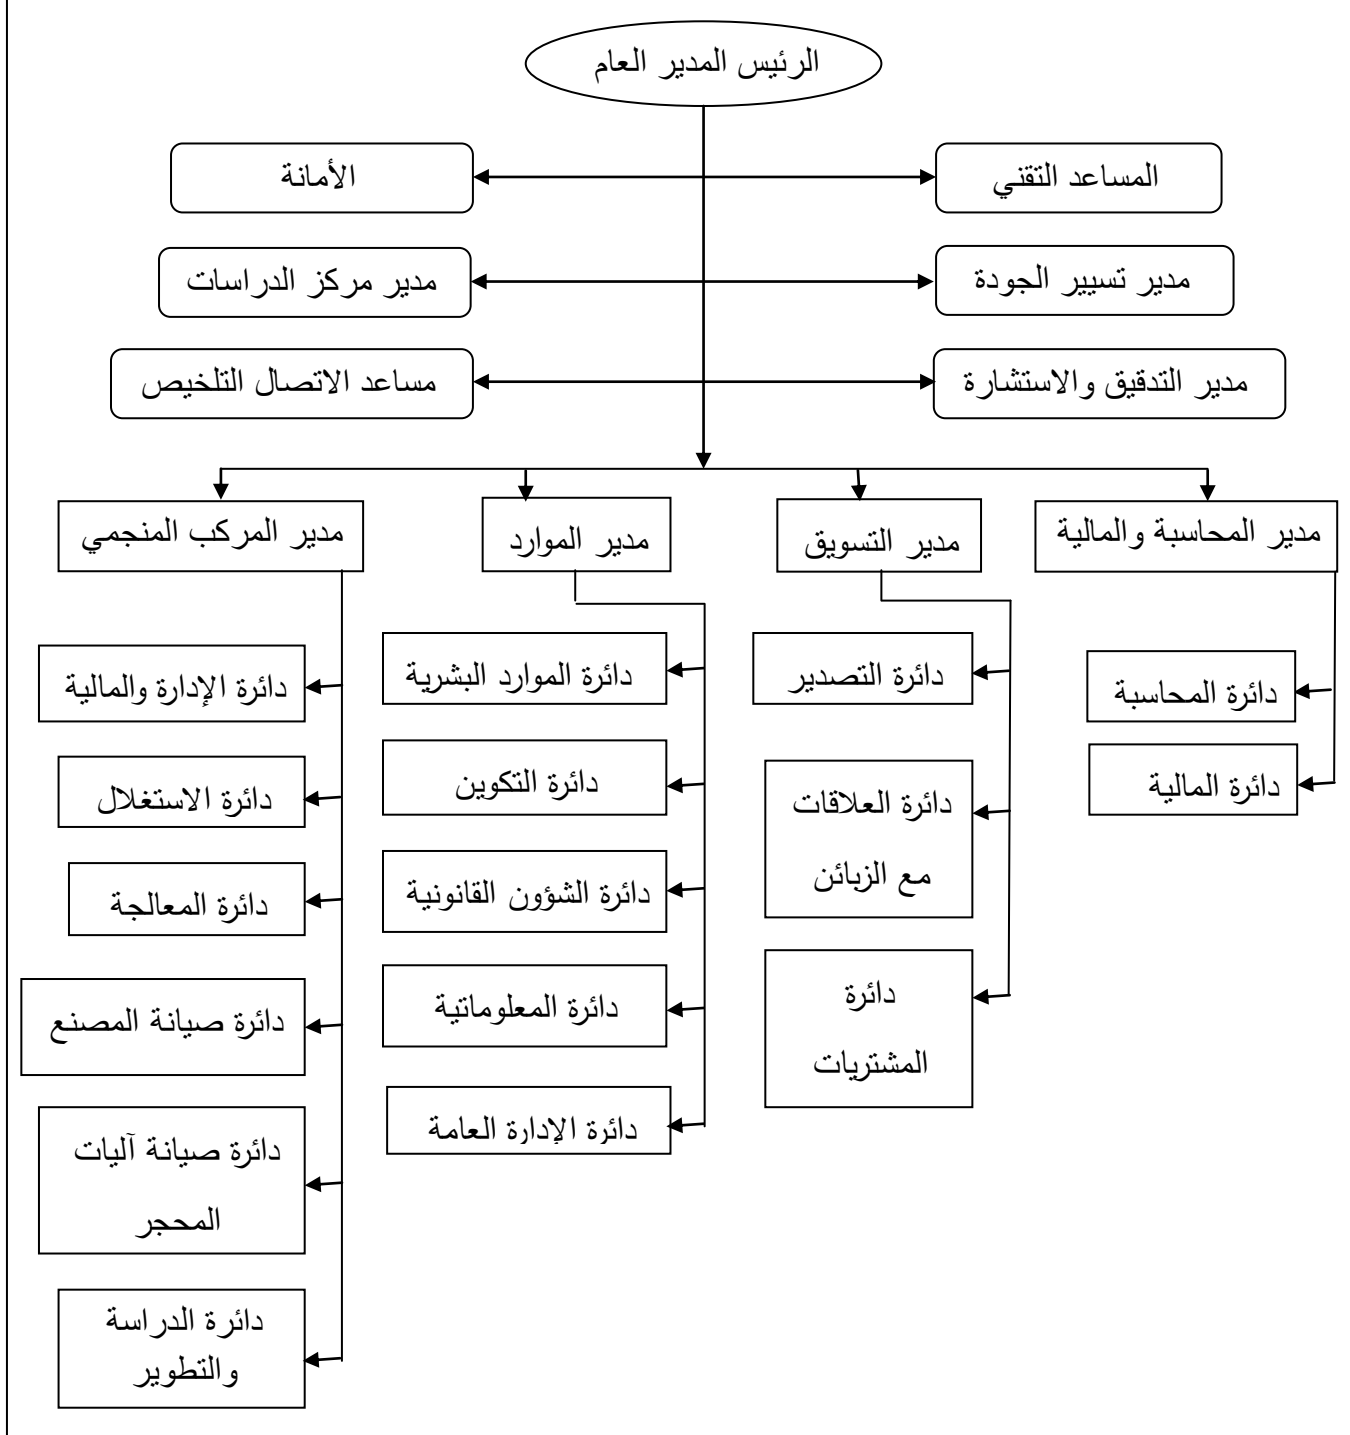 الرئيس المدير العام
المساعد التقني
الأمانة
مدير تسيير الجودة
مدير مركز الدراسات
مدير التدقيق والاستشارة
مساعد الاتصال التلخيص
مدير المحاسبة والمالية
مدير التسويق
مدير الموارد
مدير المركب المنجمي
دائرة المحاسبة
دائرة المالية
دائرة التصدير
دائرة العلاقات
مع الزبائن
دائرة
المشتريات
دائرة الموارد البشرية
دائرة التكوين
دائرة الشؤون القانونية
دائرة المعلوماتية
دائرة الإدارة العامة
دائرة الإدارة والمالية
دائرة الاستغلال
دائرة المعالجة
دائرة صيانة المصنع
دائرة صيانة آليات
المحجر
دائرة الدراسة
والتطوير